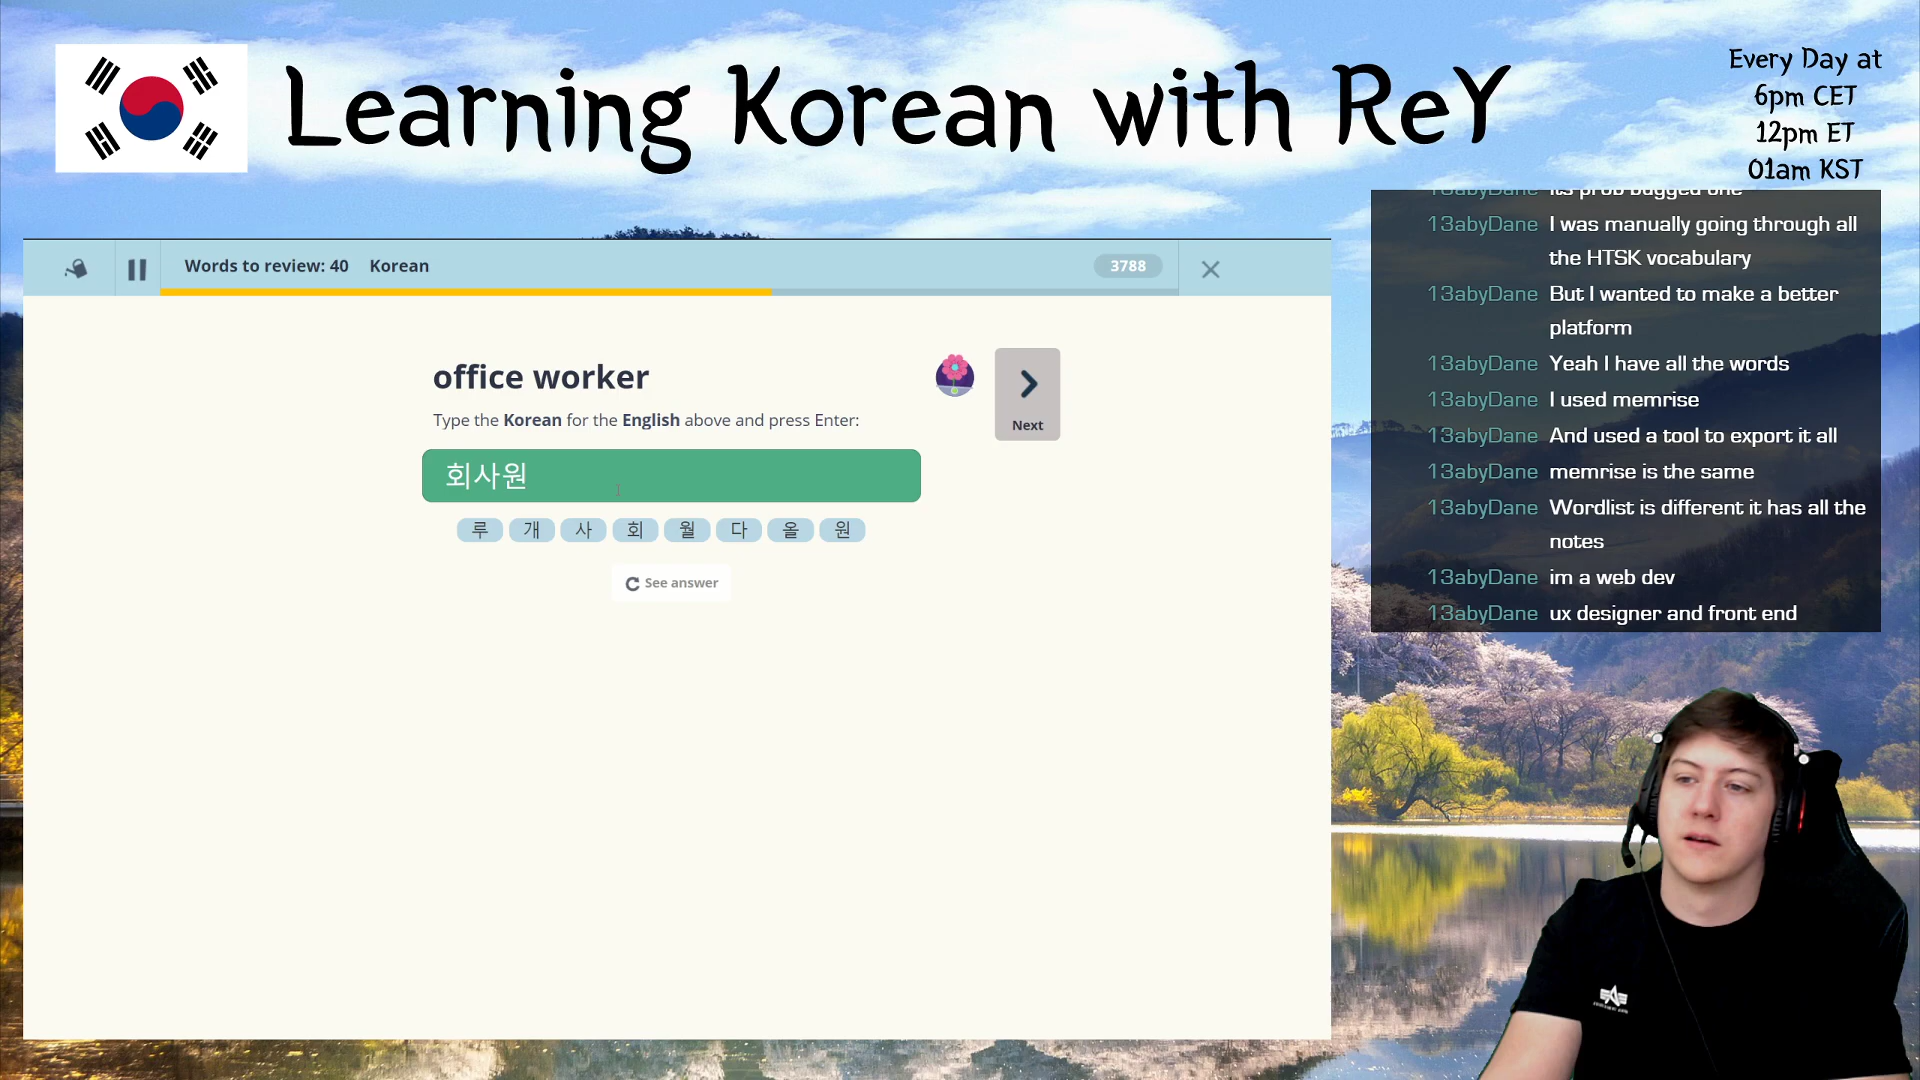 Learning Korean with ReY
Every Day at
6pm CET
12pm ET
01am KST
Words to review: 40 Korean
3788
office worker
Type the Korean for the English above and press Enter:
회사원
루 개 사 회 월 다 올 원
See answer
Next
13abyDane its prob bugged one
13abyDane I was manually going through all
the HTSK vocabulary
13abyDane But I wanted to make a better
platform
13abyDane Yeah I have all the words
13abyDane I used memrise
13abyDane And used a tool to export it all
13abyDane memrise is the same
13abyDane Wordlist is different it has all the
notes
13abyDane im a web dev
13abyDane ux designer and front end